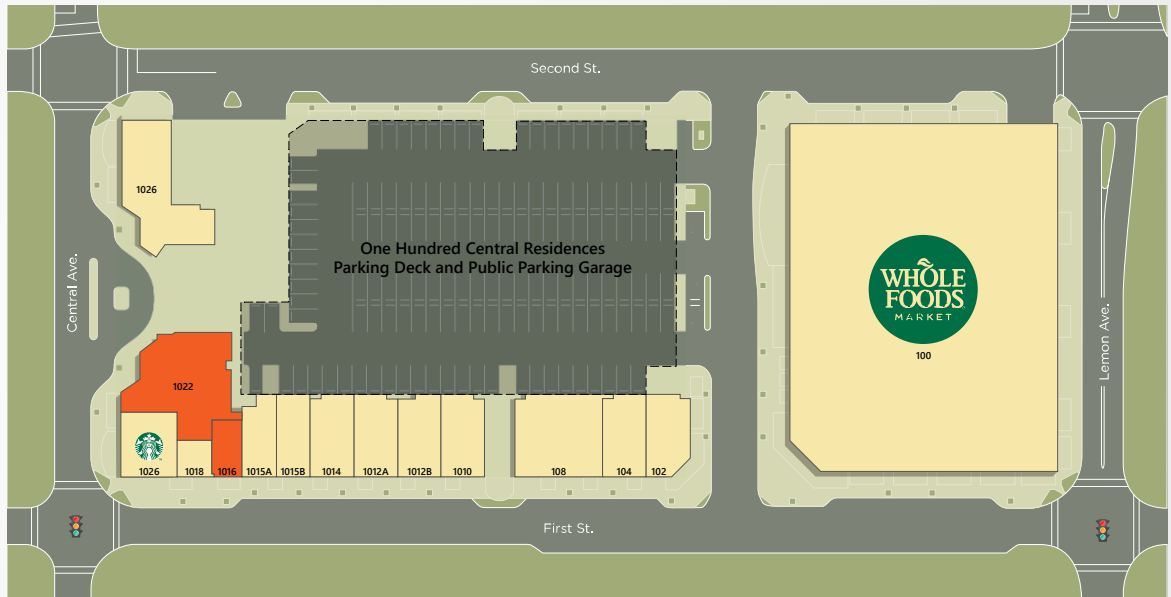 Second St.
1026
One Hundred Central Residences
Parking Deck and Public Parking Garage
Central Ave.
WHOLE
FOODS
MARKET
100
Lemon Ave.
1022
1026
1018
1016
1015A
1015B
1014
1012A
1012B
1010
108
104
102
First St.